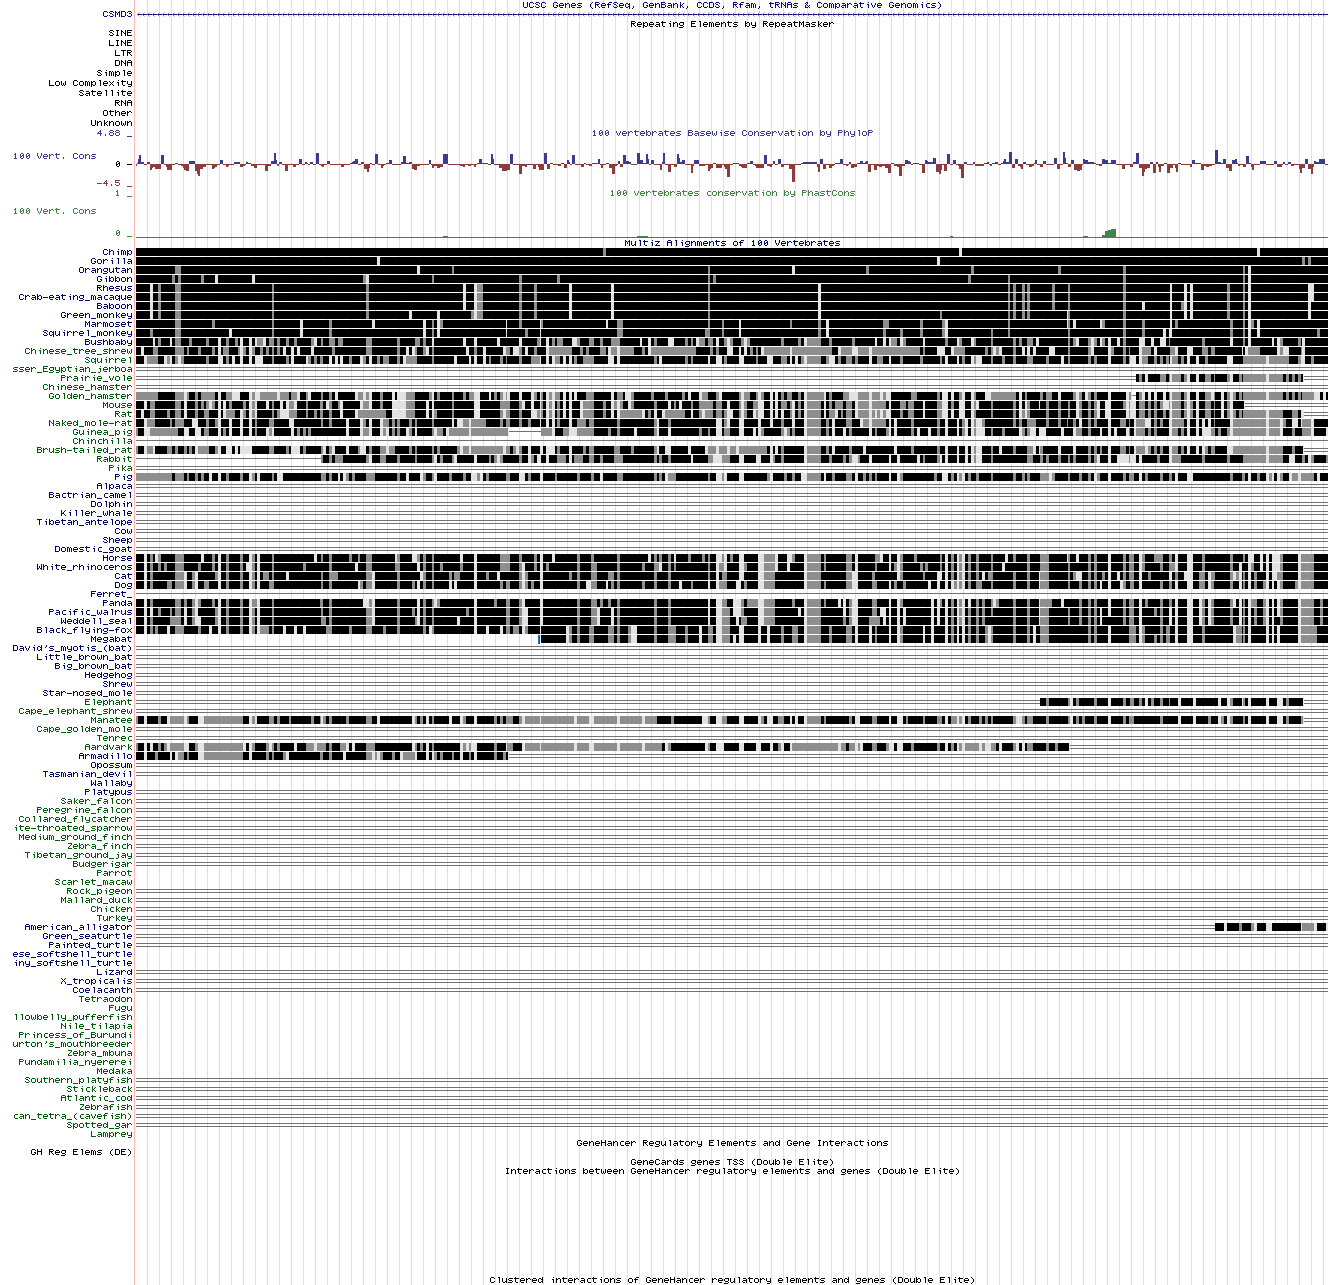 UCSC Genes (RefSeq, GenBank, CCDS, Rfam, tRNAs & Comparative Genomics)
CSMD3
Repeating Elements by RepeatMasker
SINE
LINE
LTR
DNA
Simple
Low Complexity
Satellite
RNA
Other
Unknown
4.88 _
100 vertebrates Basewise Conservation by PhyloP
100 Vert. Cons
0 _
-4.5 _
1 _
100 vertebrates conservation by PhastCons
100 Vert. Cons
0 _
Multiz Alignments of 100 Vertebrates
Chimp
Gorilla
Orangutan
Gibbon
Rhesus
Crab-eating_macaque
Baboon
Green_monkey
Marmoset
Squirrel_monkey
Bushbaby
Chinese_tree_shrew
Squirrel
sser_Egyptian_jerboa
Prairie_vole
Chinese_hamster
Golden_hamster
Mouse
Rat
Naked_mole-rat
Guinea_pig
Chinchilla
Brush-tailed_rat
Rabbit
Pika
Pig
Alpaca
Bactrian_camel
Dolphin
Killer_whale
Tibetan_antelope
Cow
Sheep
Domestic_goat
Horse
White_rhinoceros
Cat
Dog
Ferret_
Panda
Pacific_walrus
Weddell_seal
Black_flying-fox
Megabat
David's_myotis_(bat)
Little_brown_bat
Big_brown_bat
Hedgehog
Shrew
Star-nosed_mole
Elephant
Cape_elephant_shrew
Manatee
Cape_golden_mole
Tenrec
Aardvark
Armadillo
Opossum
Tasmanian_devil
Wallaby
Platypus
Saker_falcon
Peregrine_falcon
Collared_flycatcher
ite-throated_sparrow
Medium_ground_finch
Zebra_finch
Tibetan_ground_jay
Budgerigar
Parrot
Scarlet_macaw
Rock_pigeon
Mallard_duck
Chicken
Turkey
American_alligator
Green_seaturtle
Painted_turtle
ese_softshell_turtle
iny_softshell_turtle
Lizard
X_tropicalis
Coelacanth
Tetraodon
Fugu
llowbelly_pufferfish
Nile_tilapia
Princess_of_Burundi
urton's_mouthbreeder
Zebra_mbuna
Pundamilia_nyererei
Medaka
Southern_platyfish
Stickleback
Atlantic_cod
Zebrafish
can_tetra_(cavefish)
Spotted_gar
Lamprey
GeneHancer Regulatory Elements and Gene Interactions
GH Reg Elems (DE)
GeneCards genes TSS (Double Elite)
Interactions between GeneHancer regulatory elements and genes (Double Elite)
Clustered interactions of GeneHancer regulatory elements and genes (Double Elite)